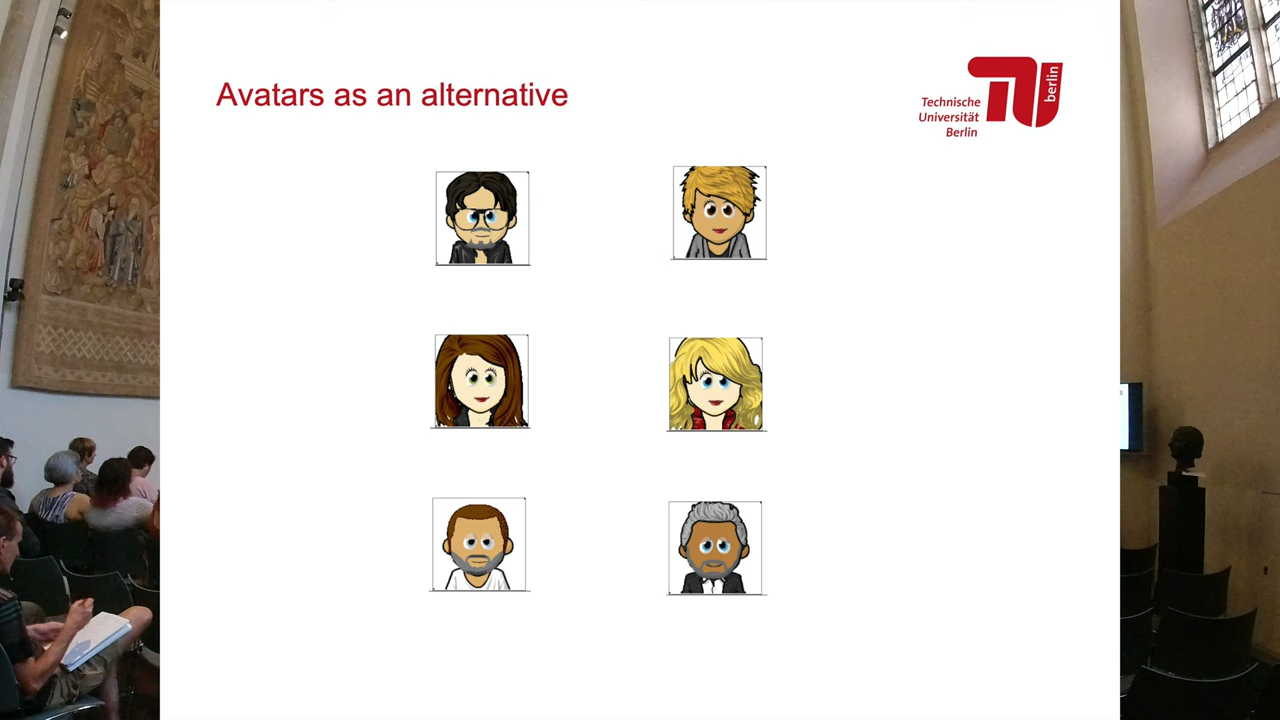 Avatars as an alternative
Technische
Universität
Berlin
berlin